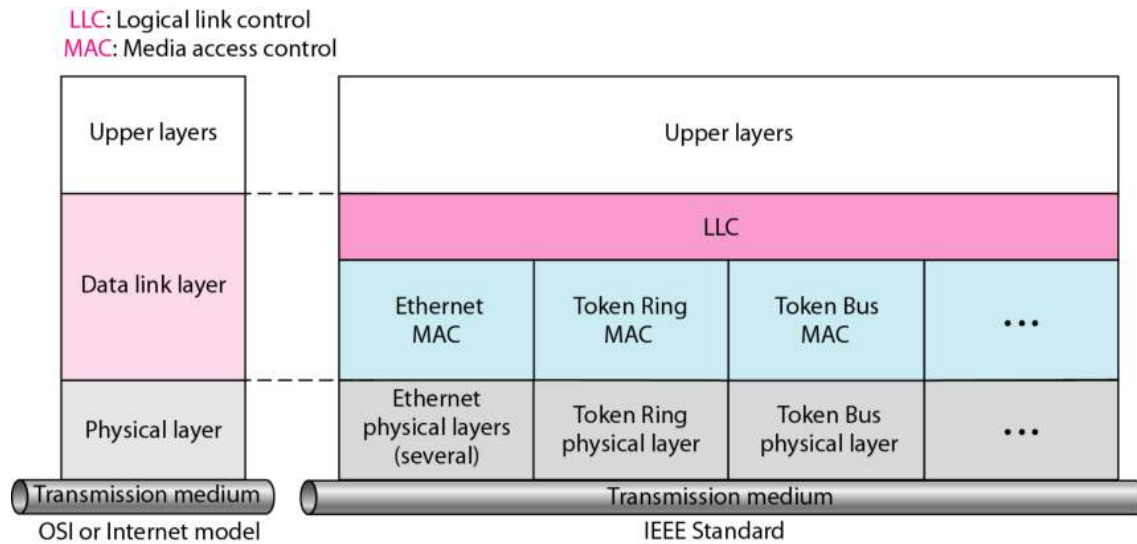 LLC: Logical link control
MAC: Media access control
Upper layers
Upper layers
Data link layer
LLC
Ethernet
MAC
Token Ring
MAC
Token Bus
MAC
•••
Physical layer
Ethernet
physical layers
(several)
Token Ring
physical layer
Token Bus
physical layer
•••
Transmission medium
Transmission medium
OSI or Internet model
IEEE Standard